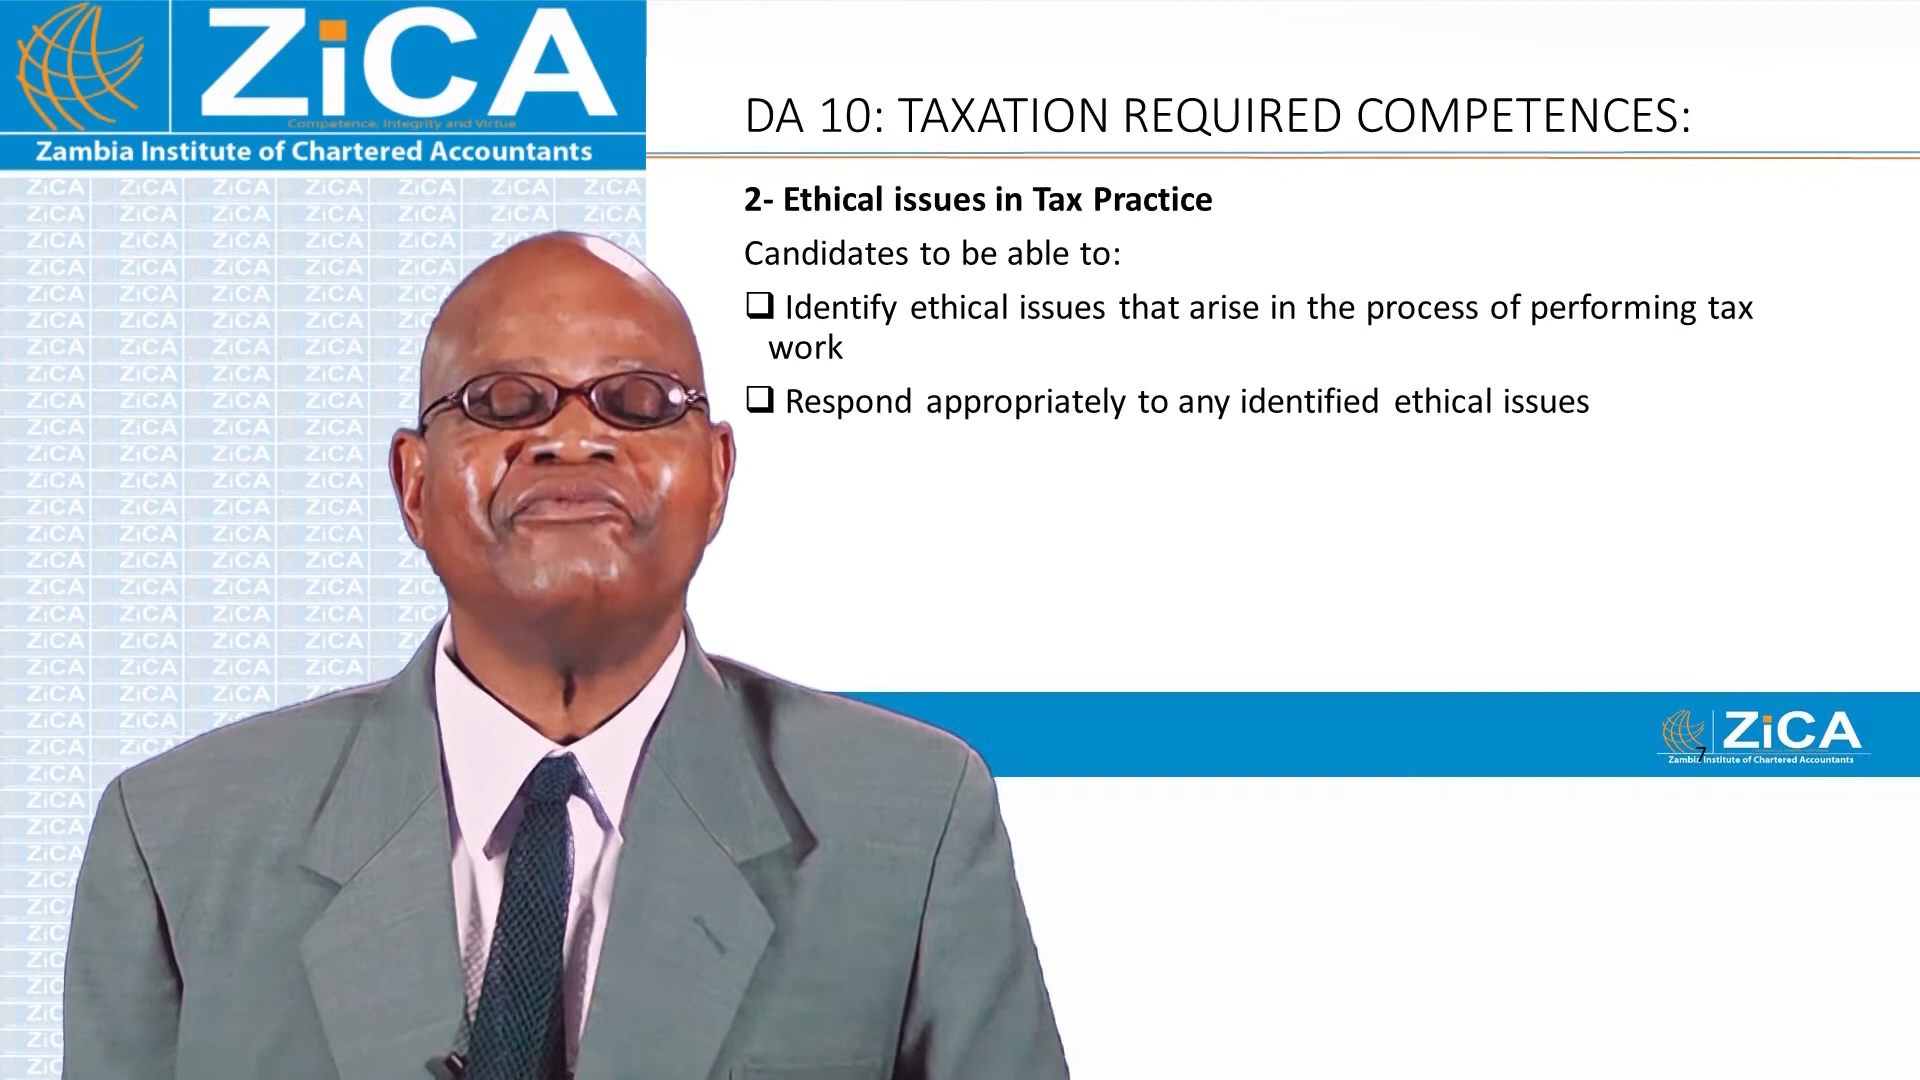 ZiCA
Competence, Integrity and Virtue
Zambia Institute of Chartered Accountants
DA 10: TAXATION REQUIRED COMPETENCES:
2- Ethical issues in Tax Practice
Candidates to be able to:
❑ Identify ethical issues that arise in the process of performing tax
work
❑ Respond appropriately to any identified ethical issues
ZiCA
7
Zambia Institute of Chartered Accountants